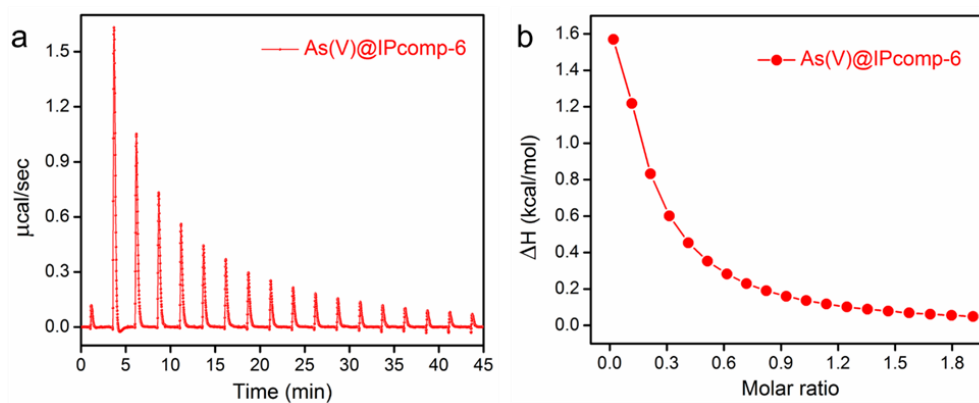 a
As(V)@IPcomp-6
μcal/sec
1.5
1.2
0.9
0.6
0.3
0.0
0 5 10 15 20 25 30 35 40 45
Time (min)
b
As(V)@IPcomp-6
ΔH (kcal/mol)
1.6
1.4
1.2
1.0
0.8
0.6
0.4
0.2
0.0
0.0 0.3 0.6 0.9 1.2 1.5 1.8
Molar ratio